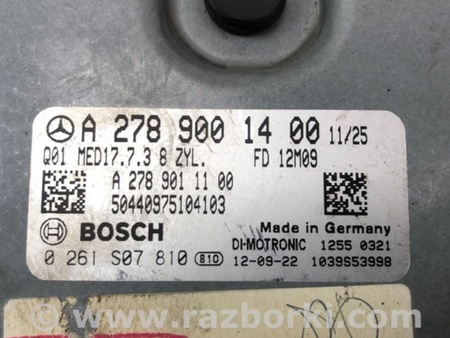 A 278 900 14 00 11/25
Q01 MED17.7.3 8 ZYL. FD 12M09
A 278 901 11 00
50440975104103
BOSCH Made in Germany
DI-MOTRONIC 1255 0321
0 261 S07 810 810 12-09-22 1039S53998
www.razborki.com